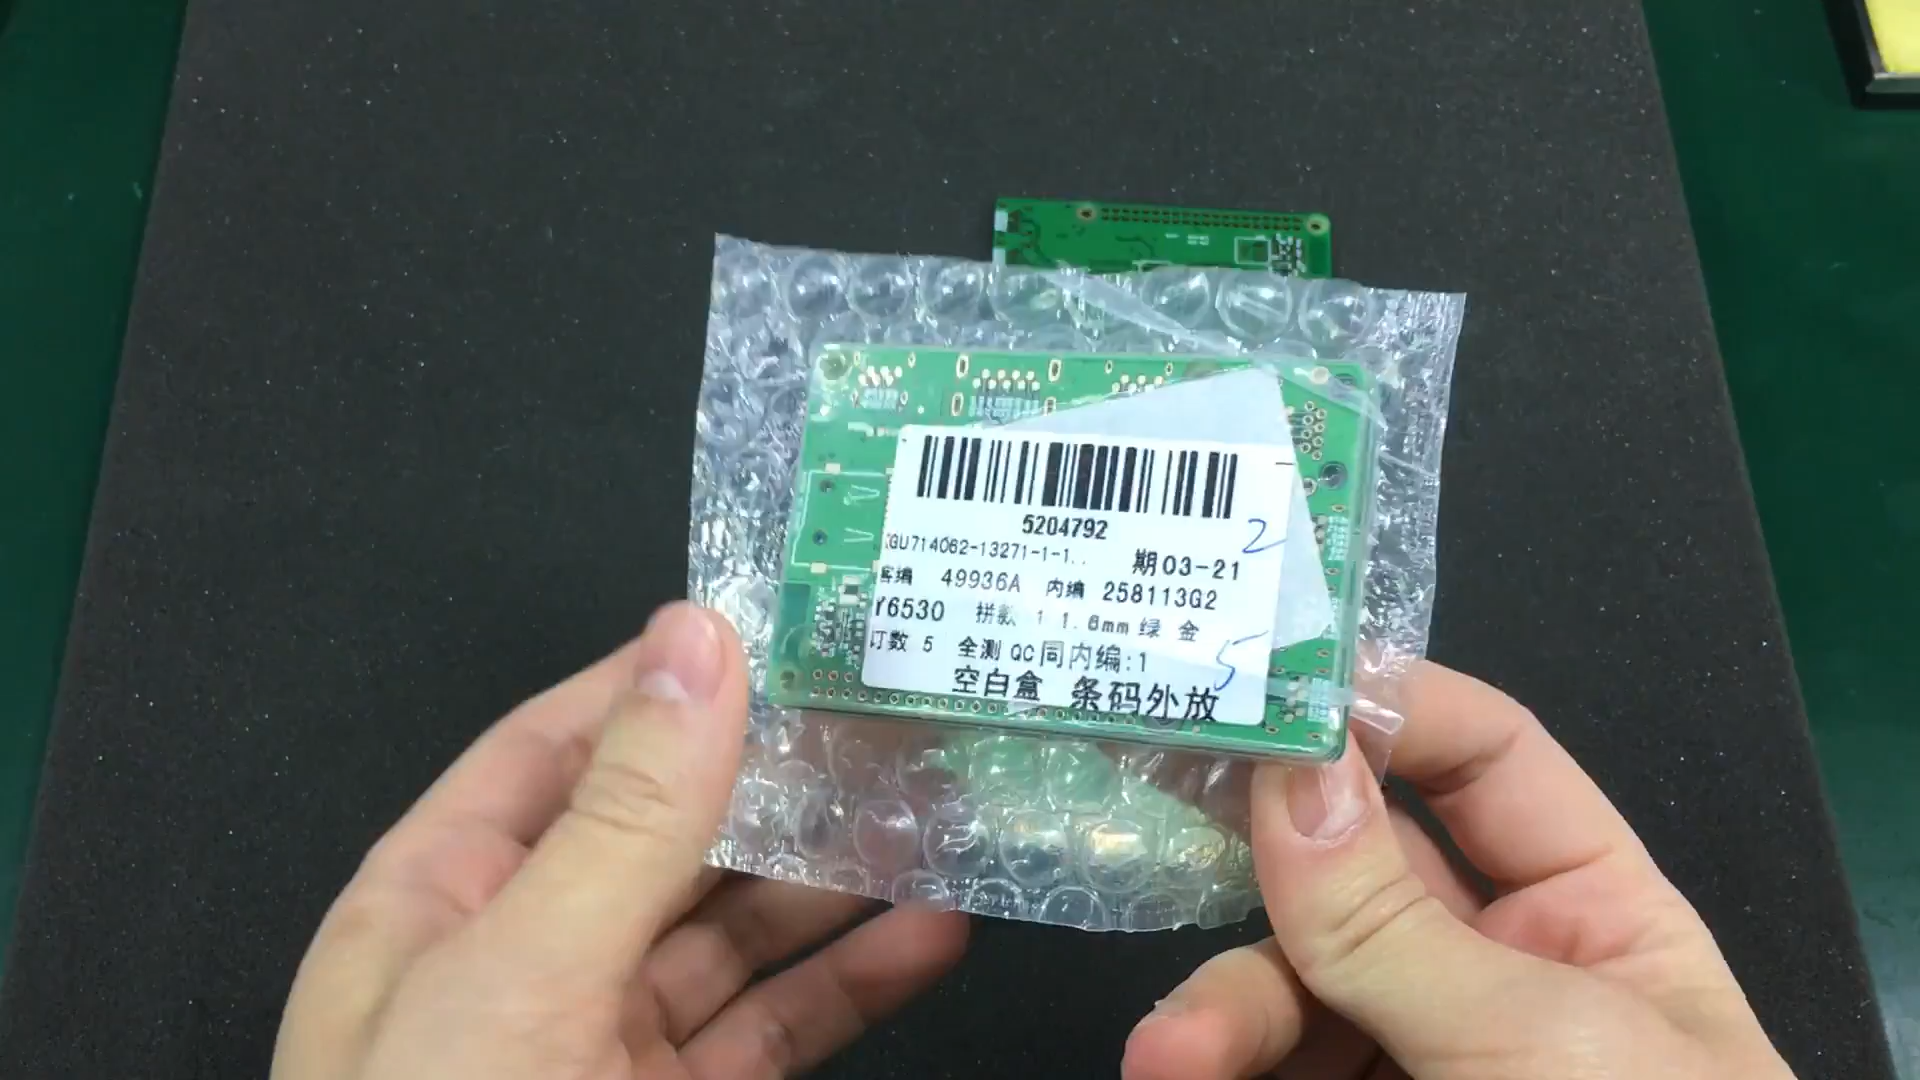 5204792
GU714062-13271-1-1..
期03-21
2
客编 49936A 内编 258113G2
Y6530 拼款 1 1.6mm 绿 金
订数 5 全测 QC同内编:1
5
空白盒 条码外放